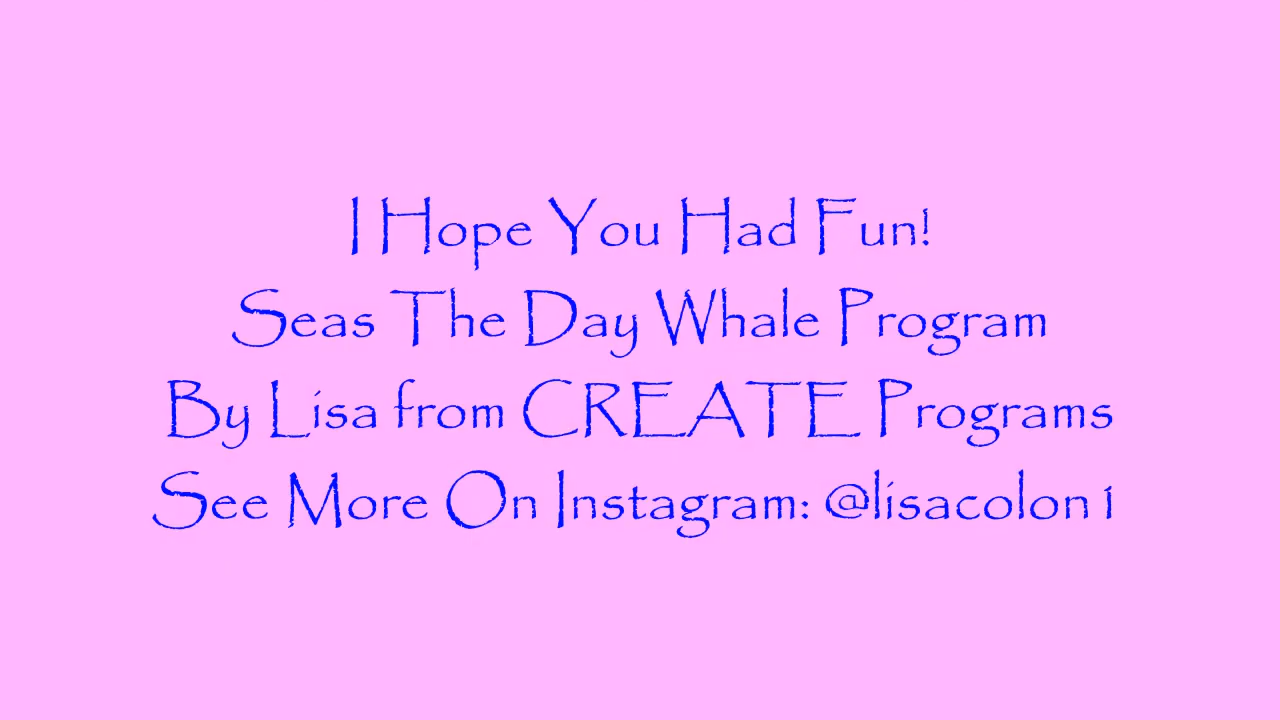 I Hope You Had Fun!
Seas The Day Whale Program
By Lisa from CREATE Programs
See More On Instagram: @lisacolon1